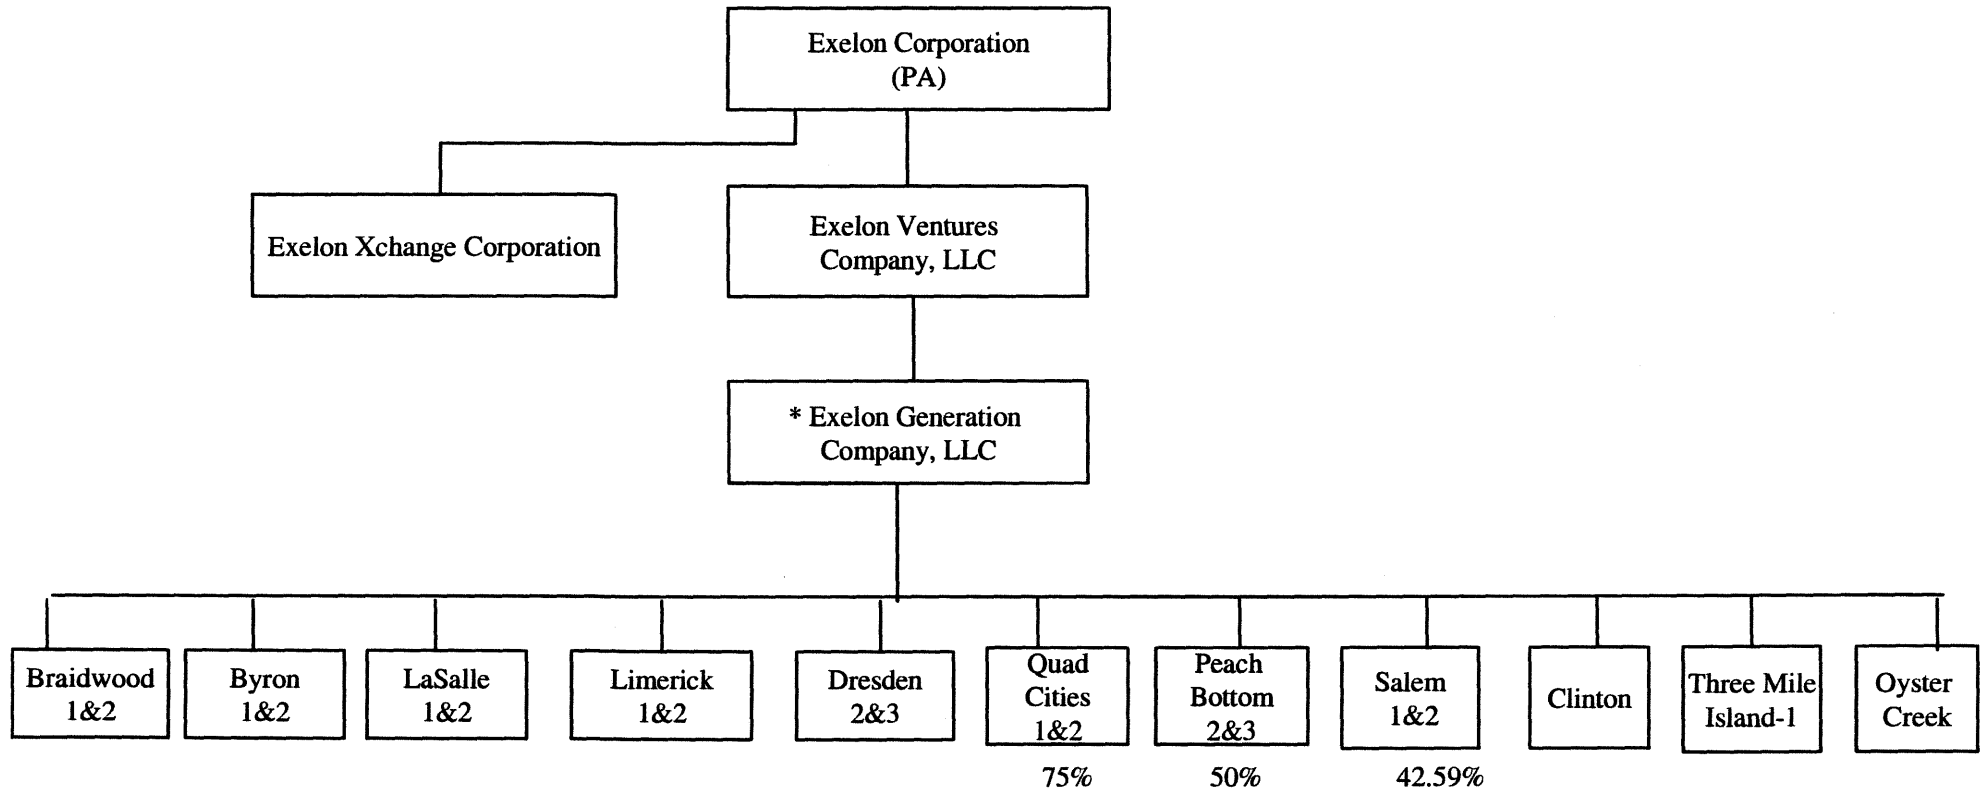 Exelon Corporation
(PA)
Exelon Xchange Corporation
Exelon Ventures
Company, LLC
* Exelon Generation
Company, LLC
Braidwood
1&2
Byron
1&2
LaSalle
1&2
Limerick
1&2
Dresden
2&3
Quad
Cities
1&2
75%
Peach
Bottom
2&3
50%
Salem
1&2
42.59%
Clinton
Three Mile
Island-1
Oyster
Creek